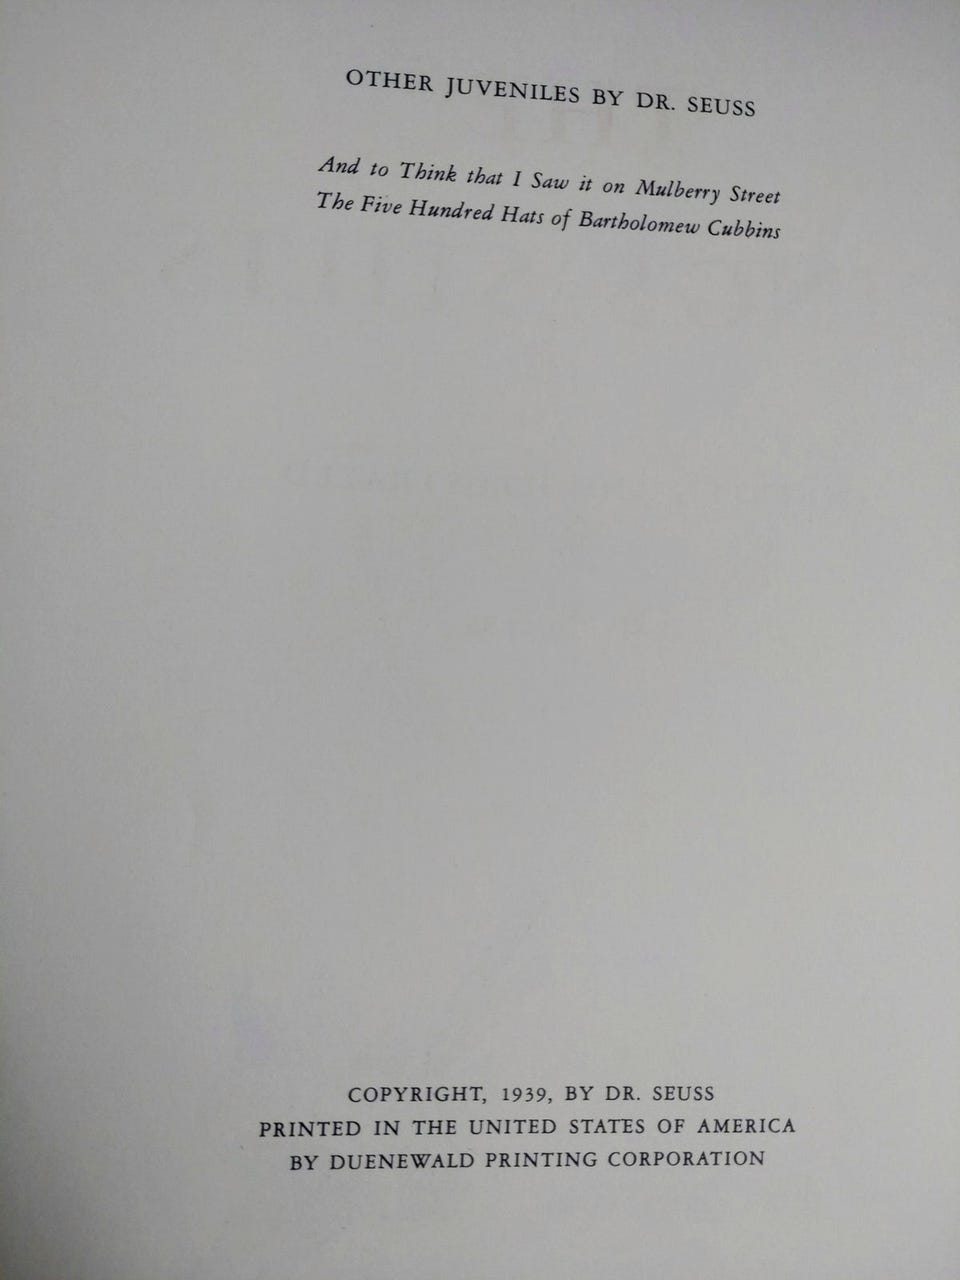 OTHER JUVENILES BY DR. SEUSS
And to Think that I Saw it on Mulberry Street
The Five Hundred Hats of Bartholomew Cubbins
COPYRIGHT, 1939, BY DR. SEUSS
PRINTED IN THE UNITED STATES OF AMERICA
BY DUENEWALD PRINTING CORPORATION